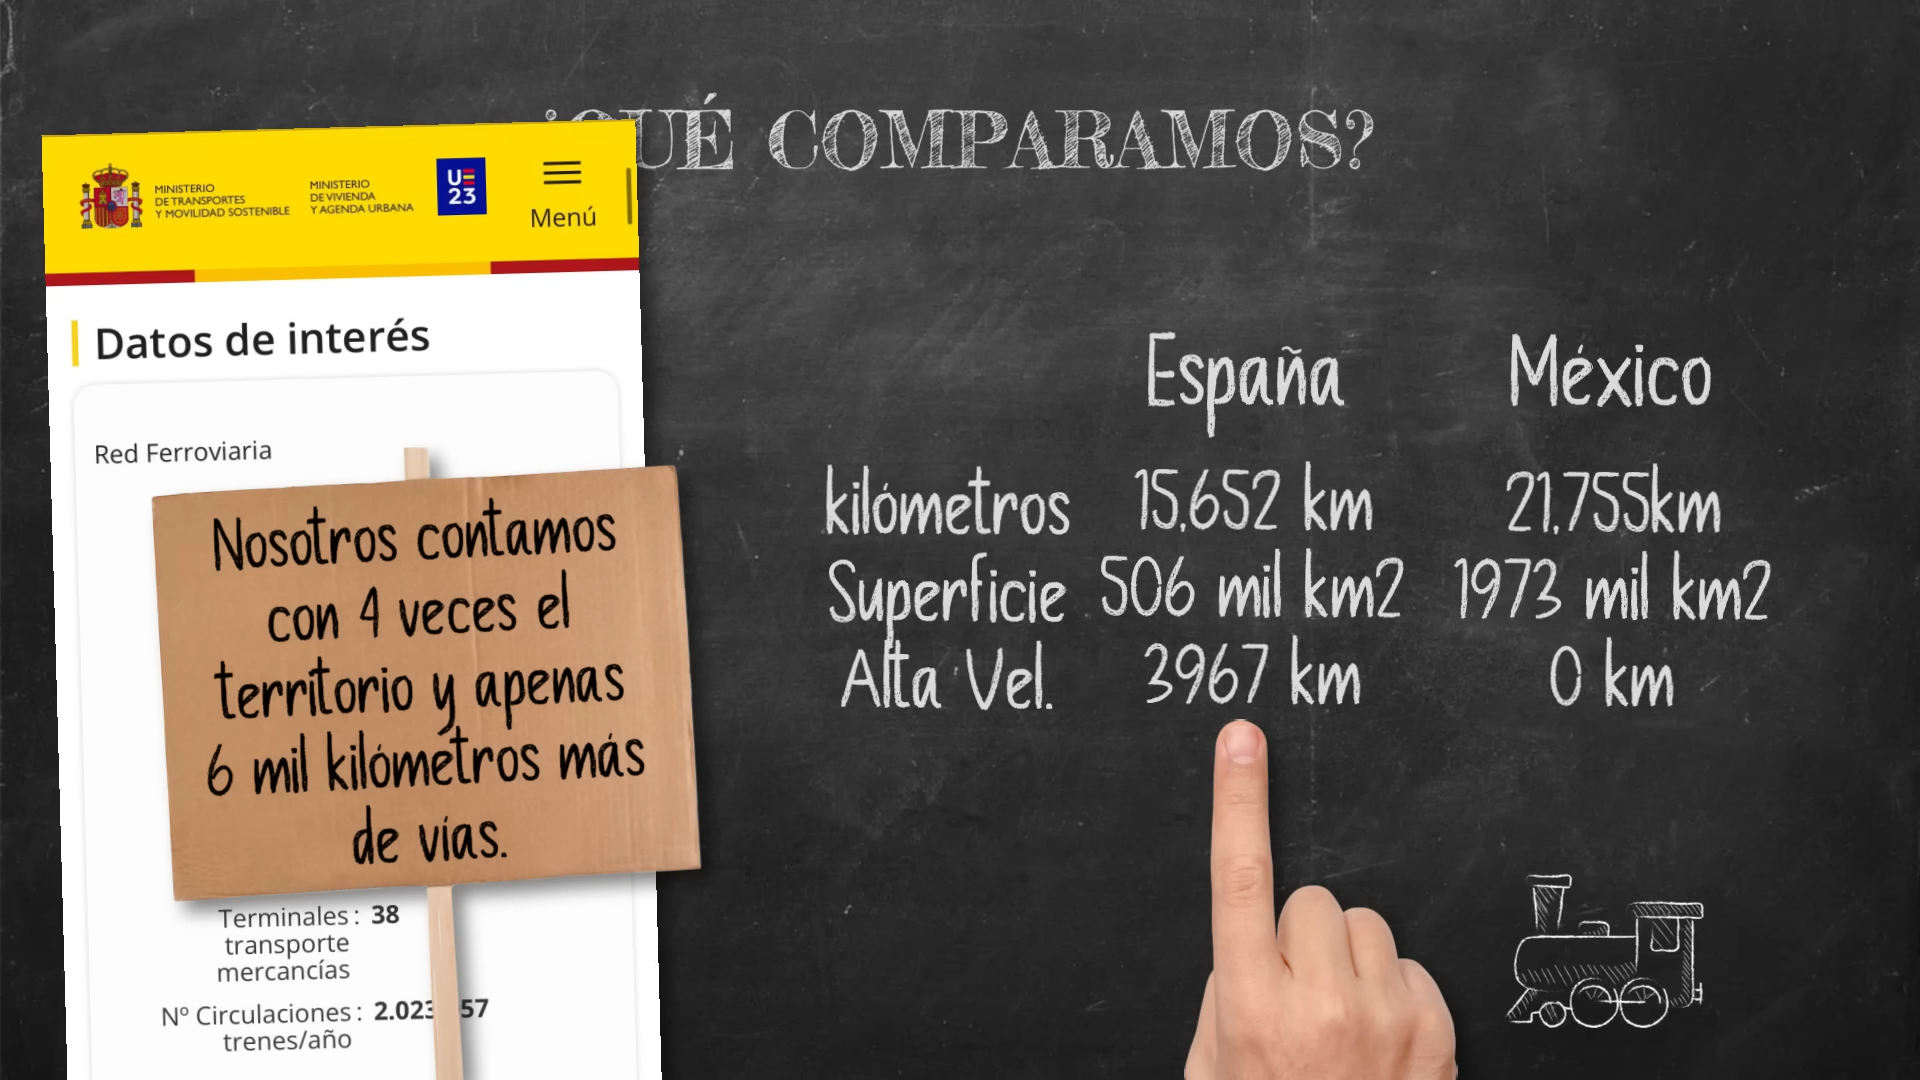 ¿QUÉ COMPARAMOS?
MINISTERIO
DE TRANSPORTES
Y MOVILIDAD SOSTENIBLE
MINISTERIO
DE VIVIENDA
Y AGENDA URBANA
UE
23
Menú
Datos de interés
Red Ferroviaria
Nosotros contamos
con 4 veces el
territorio y apenas
6 mil kilómetros más
de vías.
Terminales : 38
transporte
mercancías
Nº Circulaciones : 2.023 57
trenes/año
España México
kilómetros 15,652 km 21,755km
Superficie 506 mil km2 1973 mil km2
Alta Vel. 3967 km 0 km